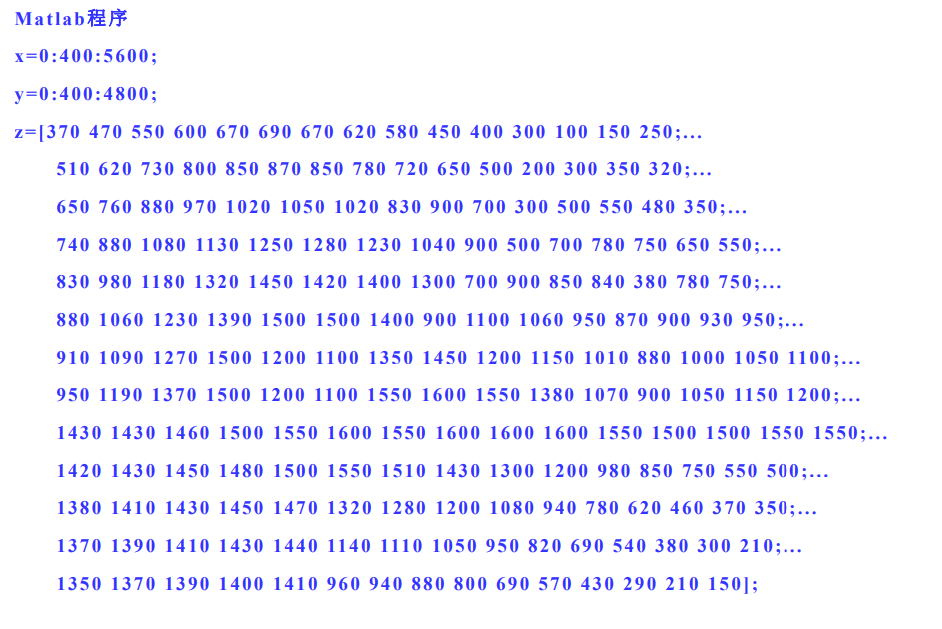 Matlab程序
x=0:400:5600;
y=0:400:4800;
z=[370 470 550 600 670 690 670 620 580 450 400 300 100 150 250;...
510 620 730 800 850 870 850 780 720 650 500 200 300 350 320;...
650 760 880 970 1020 1050 1020 830 900 700 300 500 550 480 350;...
740 880 1080 1130 1250 1280 1230 1040 900 500 700 780 750 650 550;...
830 980 1180 1320 1450 1420 1400 1300 700 900 850 840 380 780 750;...
880 1060 1230 1390 1500 1500 1400 900 1100 1060 950 870 900 930 950;...
910 1090 1270 1500 1200 1100 1350 1450 1200 1150 1010 880 1000 1050 1100;...
950 1190 1370 1500 1200 1100 1550 1600 1550 1380 1070 900 1050 1150 1200;...
1430 1430 1460 1500 1550 1600 1550 1600 1600 1600 1550 1500 1500 1550 1550;...
1420 1430 1450 1480 1500 1550 1510 1430 1300 1200 980 850 750 550 500;...
1380 1410 1430 1450 1470 1320 1280 1200 1080 940 780 620 460 370 350;...
1370 1390 1410 1430 1440 1140 1110 1050 950 820 690 540 380 300 210;...
1350 1370 1390 1400 1410 960 940 880 800 690 570 430 290 210 150];